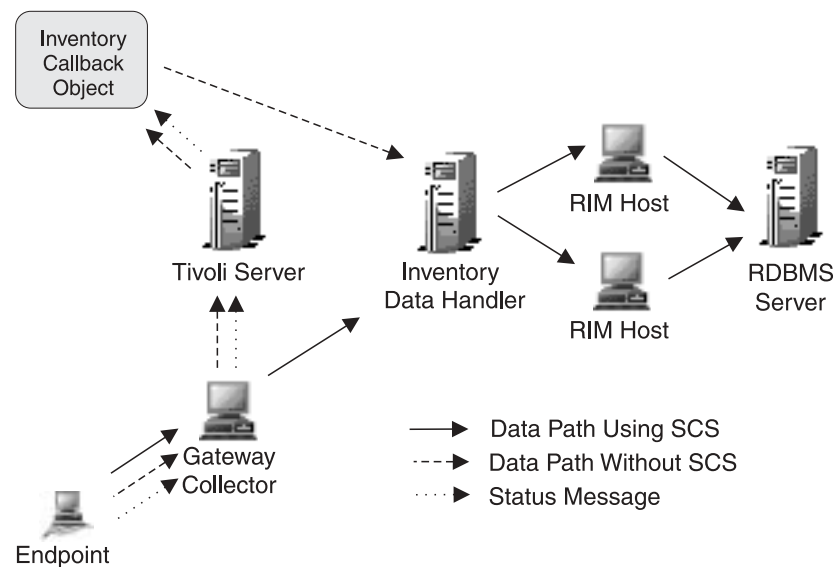 Inventory
Callback
Object
Tivoli Server
Inventory
Data Handler
RIM Host
RIM Host
RDBMS
Server
Gateway
Collector
Endpoint
Data Path Using SCS
Data Path Without SCS
Status Message